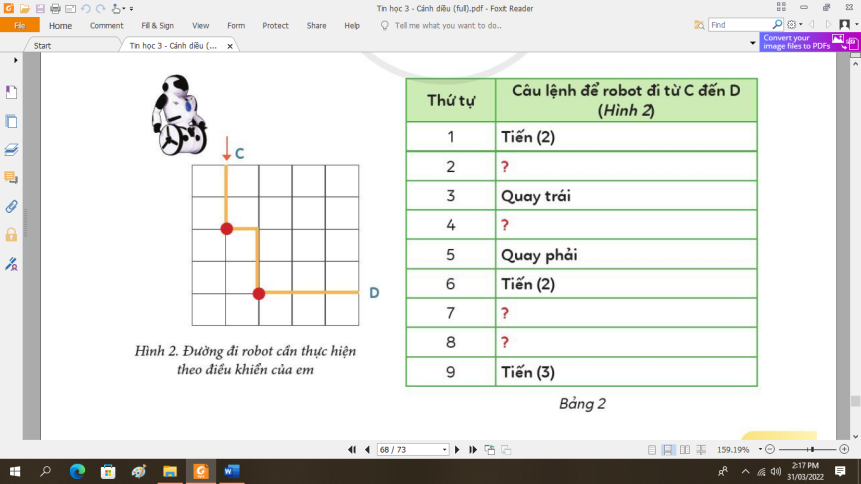 Tin học 3 - Cánh diều (full).pdf - Foxit Reader
File Home Comment Fill & Sign View Form Protect Share Help Tell me what you want to do.. Find
Start Tin học 3 - Cánh diều (... x
Convert your
image files to PDFs
C
D
Hình 2. Đường đi robot cần thực hiện
theo điều khiển của em
Thứ tự Câu lệnh để robot đi từ C đến D
(Hình 2)
1 Tiến (2)
2 ?
3 Quay trái
4 ?
5 Quay phải
6 Tiến (2)
7 ?
8 ?
9 Tiến (3)
Bảng 2
68 / 73 159.19%
2:17 PM
31/03/2022